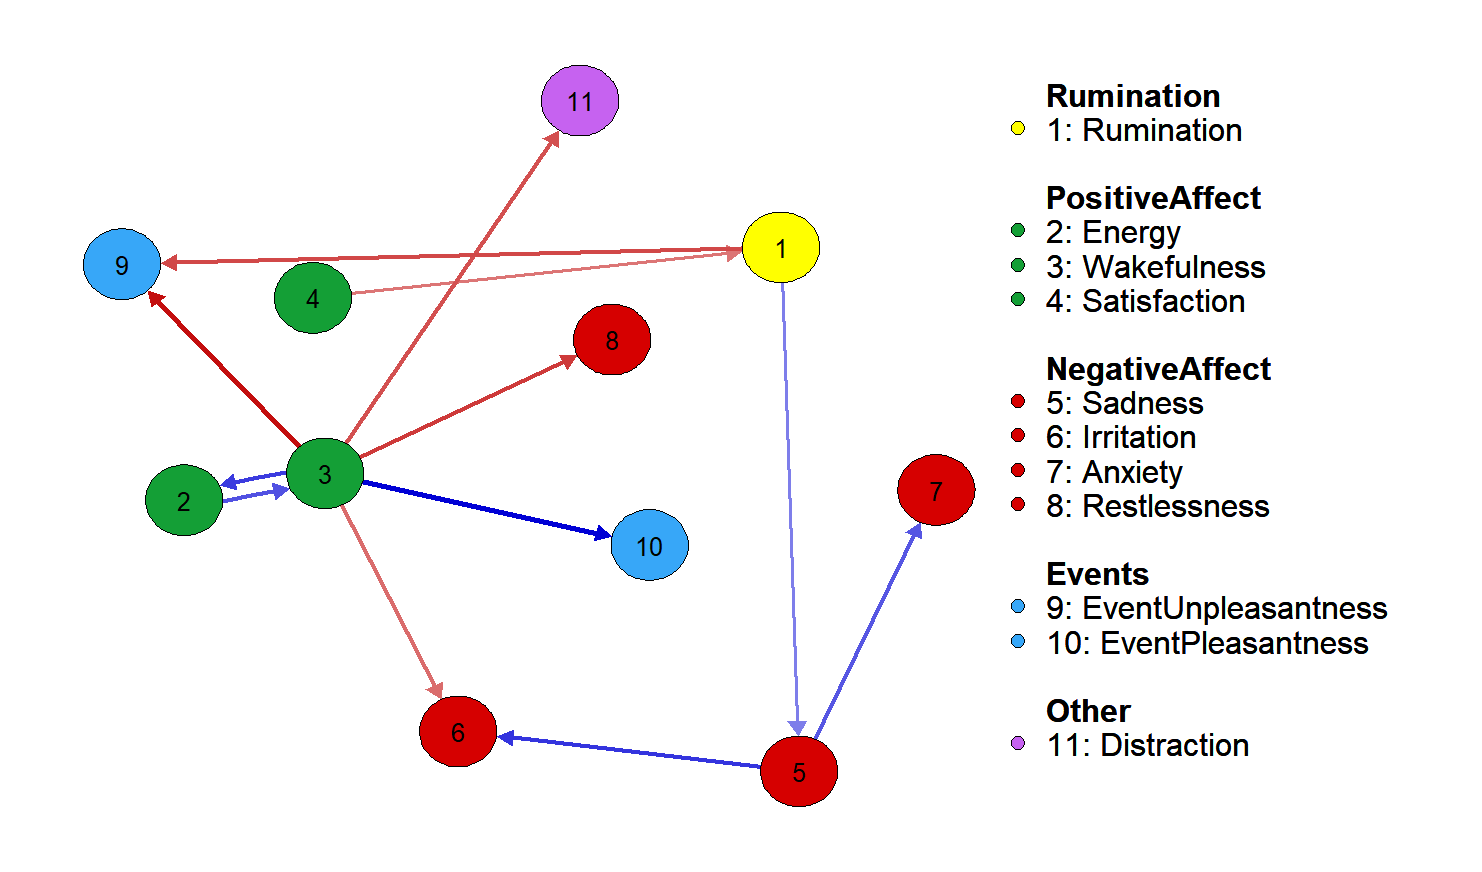 11
1
9
4
8
3
2
7
10
6
5
Rumination
1: Rumination
PositiveAffect
2: Energy
3: Wakefulness
4: Satisfaction
NegativeAffect
5: Sadness
6: Irritation
7: Anxiety
8: Restlessness
Events
9: EventUnpleasantness
10: EventPleasantness
Other
11: Distraction